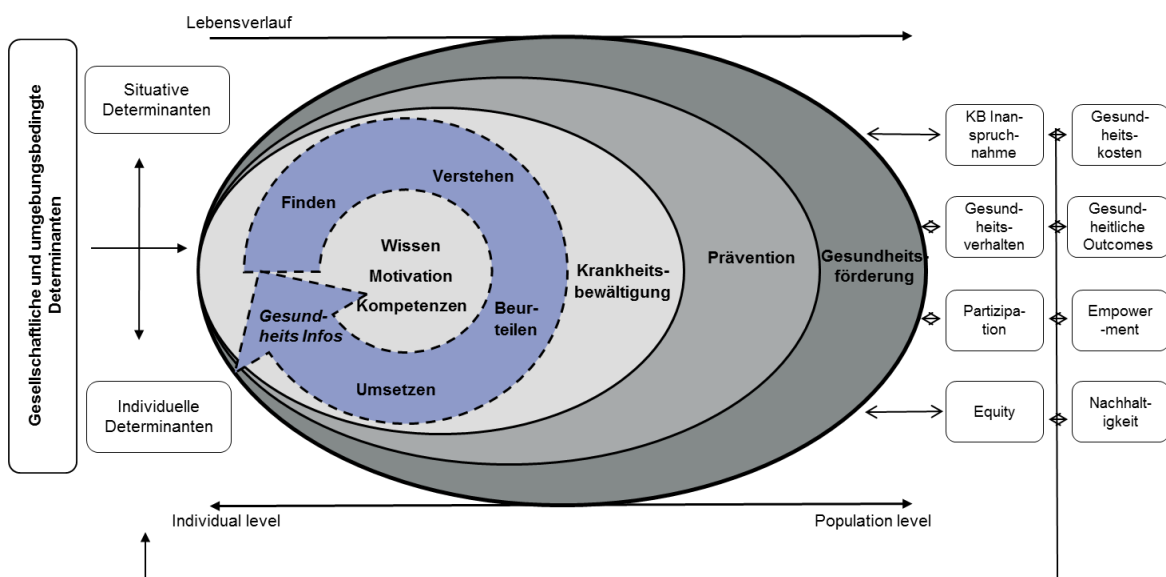 Lebensverlauf
Gesellschaftliche und umgebungsbedingte
Determinanten
Situative
Determinanten
Individuelle
Determinanten
Finden
Verstehen
Wissen
Motivation
Kompetenzen
Gesund-
heits Infos
Beur-
teilen
Umsetzen
Krankheits-
bewältigung
Prävention
Gesundheits-
förderung
KB Inan-
spruch-
nahme
Gesund-
heits-
kosten
Gesund-
heits-
verhalten
Gesund-
heitliche
Outcomes
Partizipa-
tion
Empower
-ment
Equity
Nachhalt-
igkeit
Individual level
Population level